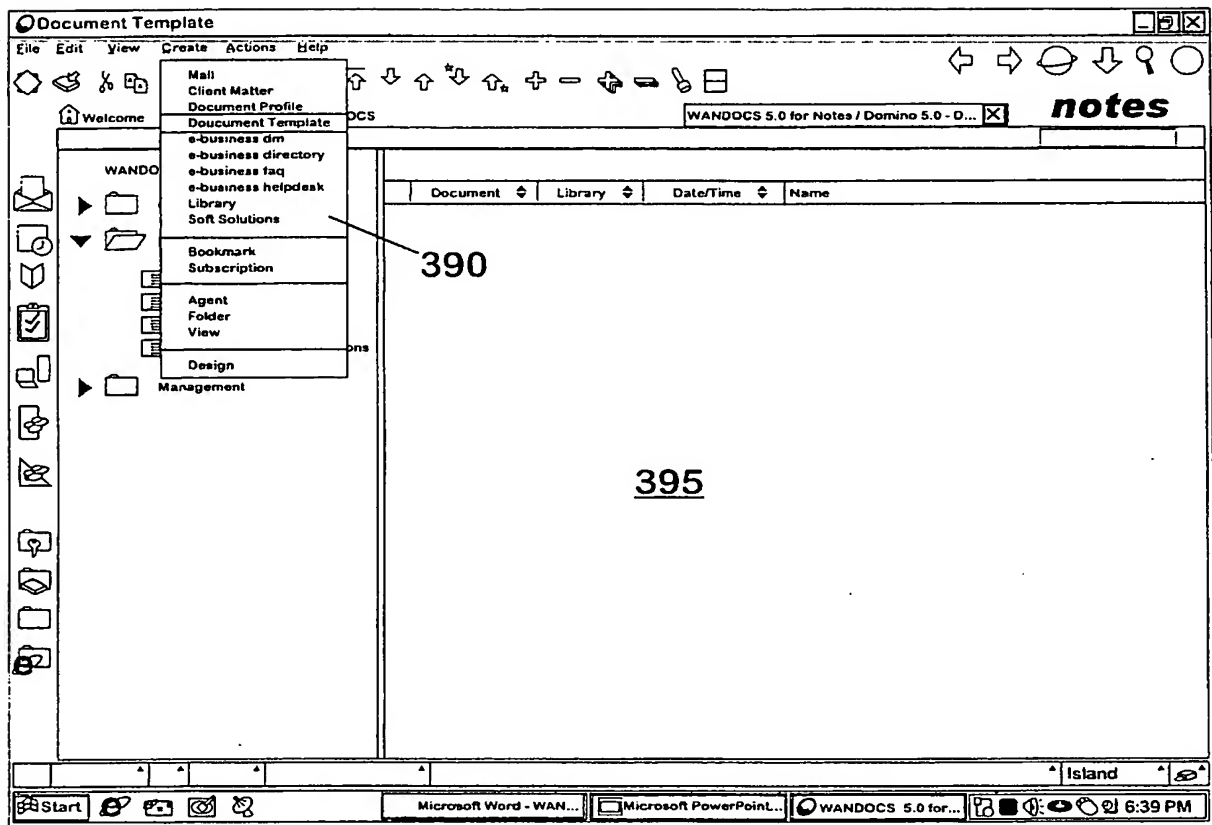 Document Template
File Edit View Create Actions Help
notes
Welcome
OCS
WANDOCS 5.0 for Notes / Domino 5.0 - D...
Mail
Client Matter
Document Profile
Doucument Template
e-business dm
e-business directory
e-business faq
e-business helpdesk
Library
Soft Solutions
Bookmark
Subscription
Agent
Folder
View
Design
WANDO
ons
Management
Document Library Date/Time Name
390
395
Island
Start Microsoft Word - WAN... Microsoft PowerPoint... WANDOCS 5.0 for... 6:39 PM